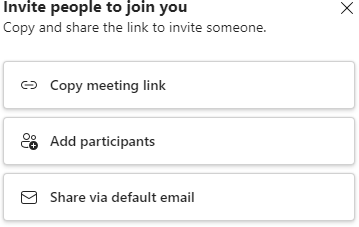 Invite people to join you
Copy and share the link to invite someone.
Copy meeting link
Add participants
Share via default email